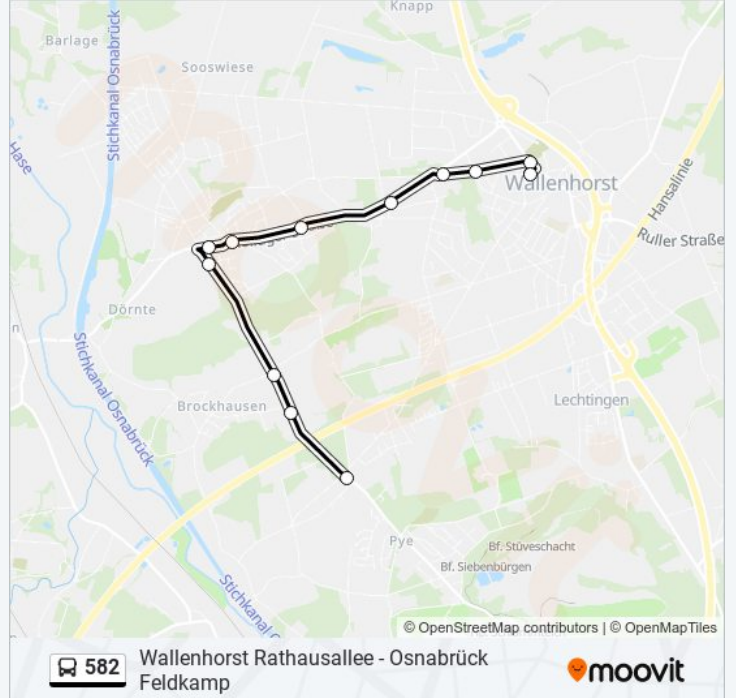 Knapp
Barlage
Sooswiese
Stichkanal Osnabrück
Hase
Wallenhorst
Hansalinie
Ruller Straße
Dörnte
n
Stichkanal Osnabrück
Brockhausen
Lechtingen
Pye
Bf. Stüveschacht
Bf. Siebenbürgen
Stichkanal Os
© OpenStreetMap contributors | © OpenMapTiles
582
Wallenhorst Rathausallee - Osnabrück
Feldkamp
moovit